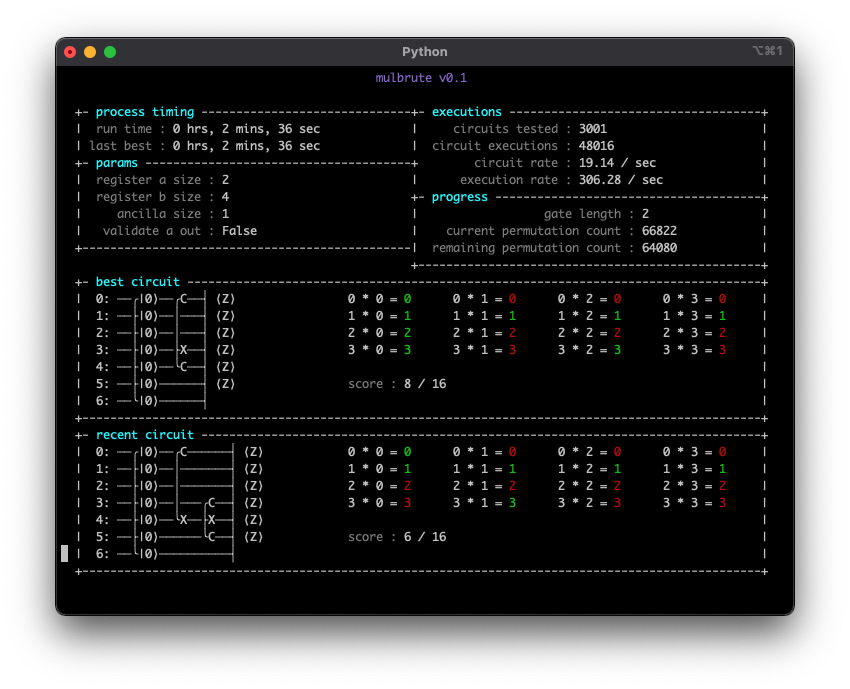 Python ⌥⌘1
mulbrute v0.1
process timing
run time : 0 hrs, 2 mins, 36 sec
last best : 0 hrs, 2 mins, 36 sec
params
register a size : 2
register b size : 4
ancilla size : 1
validate a out : False
executions
circuits tested : 3001
circuit executions : 48016
circuit rate : 19.14 / sec
execution rate : 306.28 / sec
progress
gate length : 2
current permutation count : 66822
remaining permutation count : 64080
best circuit
0: ──╭|0⟩──╭C──┤ ⟨Z⟩ 0 * 0 = 0 0 * 1 = 0 0 * 2 = 0 0 * 3 = 0
1: ──├|0⟩──│───┤ ⟨Z⟩ 1 * 0 = 1 1 * 1 = 1 1 * 2 = 1 1 * 3 = 1
2: ──├|0⟩──│───┤ ⟨Z⟩ 2 * 0 = 2 2 * 1 = 2 2 * 2 = 2 2 * 3 = 2
3: ──├|0⟩──├X──┤ ⟨Z⟩ 3 * 0 = 3 3 * 1 = 3 3 * 2 = 3 3 * 3 = 3
4: ──├|0⟩──╰C──┤ ⟨Z⟩
5: ──├|0⟩──────┤ ⟨Z⟩ score : 8 / 16
6: ──╰|0⟩──────┤
recent circuit
0: ──╭|0⟩──╭C──────┤ ⟨Z⟩ 0 * 0 = 0 0 * 1 = 0 0 * 2 = 0 0 * 3 = 0
1: ──├|0⟩──│───────┤ ⟨Z⟩ 1 * 0 = 1 1 * 1 = 1 1 * 2 = 1 1 * 3 = 1
2: ──├|0⟩──│───────┤ ⟨Z⟩ 2 * 0 = 2 2 * 1 = 2 2 * 2 = 2 2 * 3 = 2
3: ──├|0⟩──│───╭C──┤ ⟨Z⟩ 3 * 0 = 3 3 * 1 = 3 3 * 2 = 3 3 * 3 = 3
4: ──├|0⟩──╰X──├X──┤ ⟨Z⟩
5: ──├|0⟩──────╰C──┤ ⟨Z⟩ score : 6 / 16
6: ──╰|0⟩──────────┤